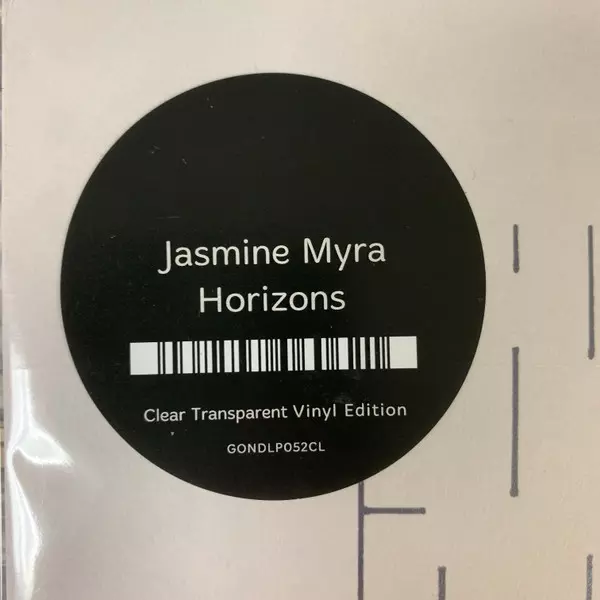 Jasmine Myra
Horizons
Clear Transparent Vinyl Edition
GONDLP052CL